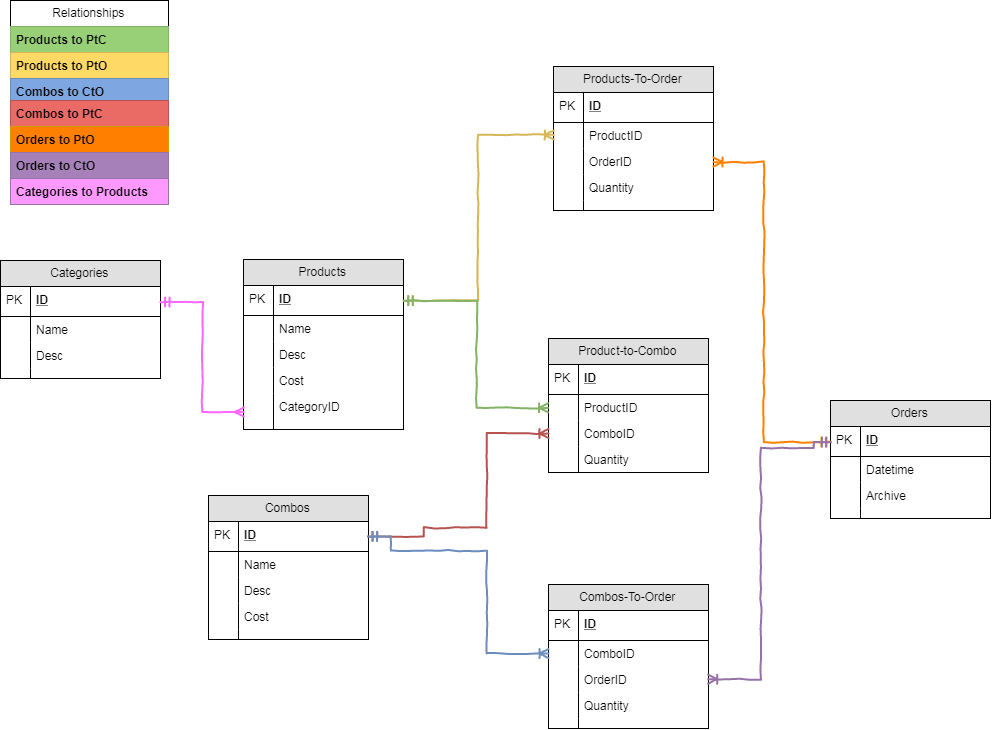 Relationships
Products to PtC
Products to PtO
Combos to CtO
Combos to PtC
Orders to PtO
Orders to CtO
Categories to Products
Products-To-Order
PK ID
ProductID
OrderID
Quantity
Categories
PK ID
Name
Desc
Products
PK ID
Name
Desc
Cost
CategoryID
Product-to-Combo
PK ID
ProductID
ComboID
Quantity
Orders
PK ID
Datetime
Archive
Combos
PK ID
Name
Desc
Cost
Combos-To-Order
PK ID
ComboID
OrderID
Quantity